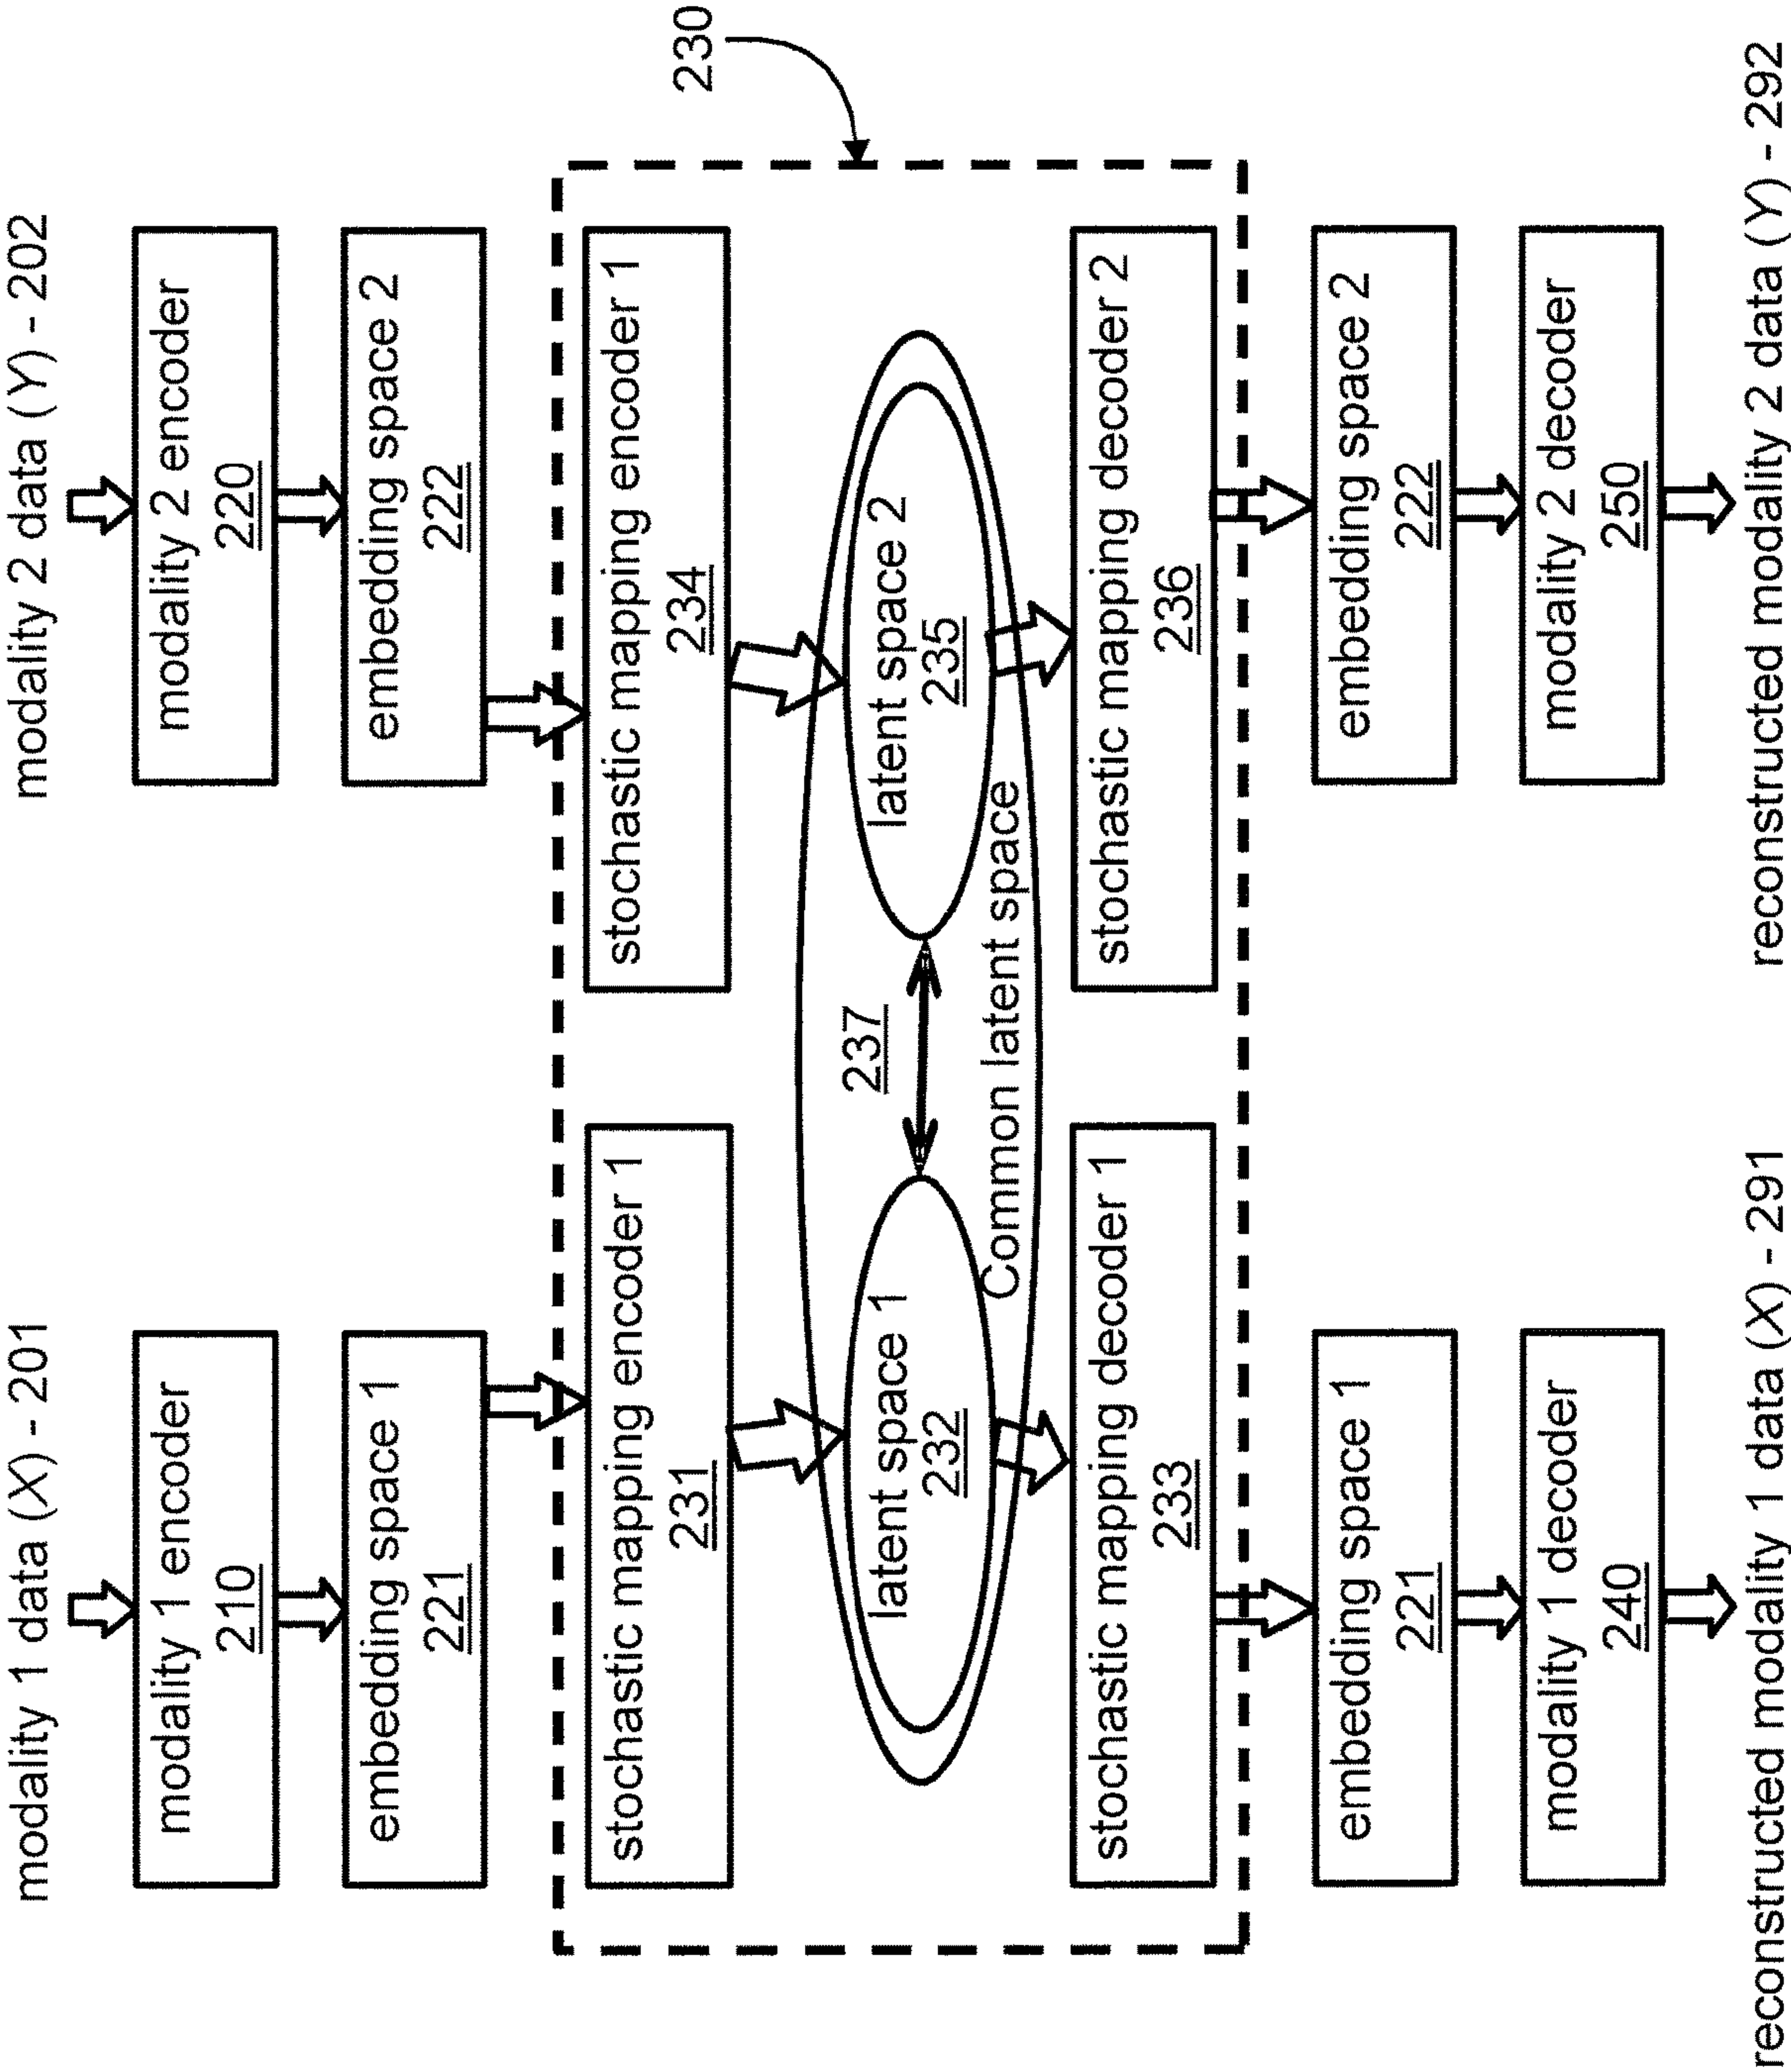 modality 1 data (X) - 201
modality 1 encoder
210
embedding space 1
221
stochastic mapping encoder 1
231
latent space 1
232
stochastic mapping decoder 1
233
embedding space 1
221
modality 1 decoder
240
reconstructed modality 1 data (X) - 291
237
Common latent space
modality 2 data (Y) - 202
modality 2 encoder
220
embedding space 2
222
stochastic mapping encoder 1
234
latent space 2
235
stochastic mapping decoder 2
236
embedding space 2
222
modality 2 decoder
250
reconstructed modality 2 data (Y) - 292
230